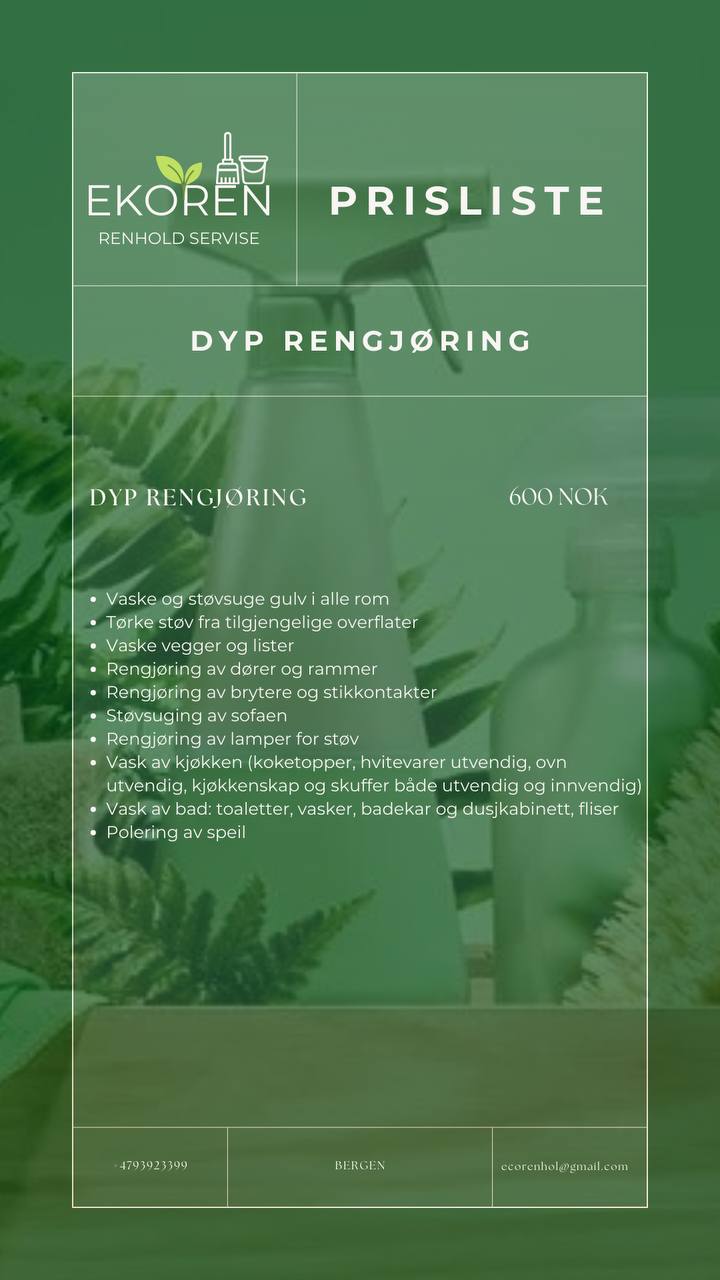 EKOREN
RENHOLD SERVISE
PRISLISTE
DYP RENGJØRING
DYP RENGJØRING 600 NOK
• Vaske og støvsuge gulv i alle rom
• Tørke støv fra tilgjengelige overflater
• Vaske vegger og lister
• Rengjøring av dører og rammer
• Rengjøring av brytere og stikkontakter
• Støvsuging av sofaen
• Rengjøring av lamper for støv
• Vask av kjøkken (koketopper, hvitevarer utvendig, ovn
utvendig, kjøkkenskap og skuffer både utvendig og innvendig)
• Vask av bad: toaletter, vasker, badekar og dusjkabinett, fliser
• Polering av speil
+4793923399 BERGEN ecorenhol@gmail.com